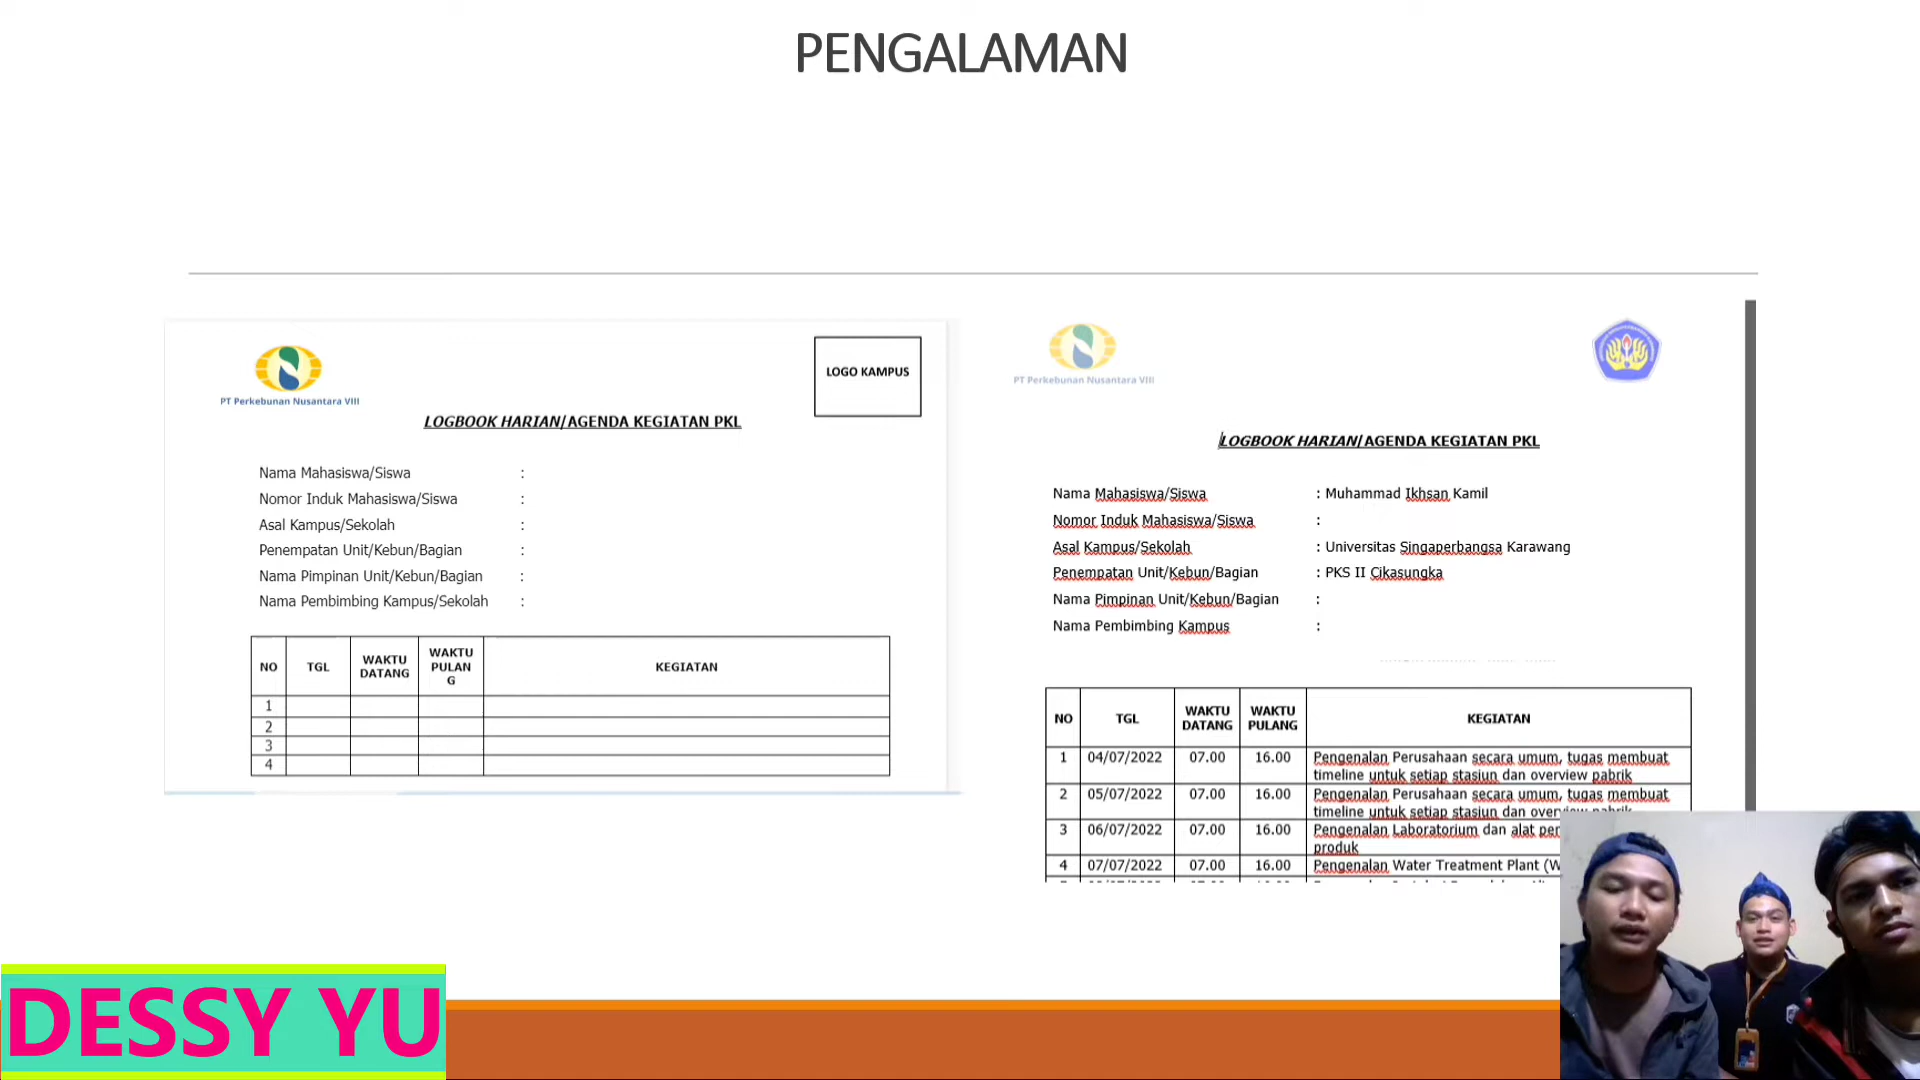 PENGALAMAN
PT Perkebunan Nusantara VIII
LOGO KAMPUS
LOGBOOK HARIAN/AGENDA KEGIATAN PKL
Nama Mahasiswa/Siswa :
Nomor Induk Mahasiswa/Siswa :
Asal Kampus/Sekolah :
Penempatan Unit/Kebun/Bagian :
Nama Pimpinan Unit/Kebun/Bagian :
Nama Pembimbing Kampus/Sekolah :
NO TGL WAKTU DATANG WAKTU PULAN G KEGIATAN
1
2
3
4
PT Perkebunan Nusantara VIII
LOGBOOK HARIAN/AGENDA KEGIATAN PKL
Nama Mahasiswa/Siswa : Muhammad Ikhsan Kamil
Nomor Induk Mahasiswa/Siswa :
Asal Kampus/Sekolah : Universitas Singaperbangsa Karawang
Penempatan Unit/Kebun/Bagian : PKS II Cikasungka
Nama Pimpinan Unit/Kebun/Bagian :
Nama Pembimbing Kampus :
NO TGL WAKTU DATANG WAKTU PULANG KEGIATAN
1 04/07/2022 07.00 16.00 Pengenalan Perusahaan secara umum, tugas membuat
timeline untuk setiap stasiun dan overview pabrik
2 05/07/2022 07.00 16.00 Pengenalan Perusahaan secara umum, tugas membuat
timeline untuk setiap stasiun dan overview pabrik
3 06/07/2022 07.00 16.00 Pengenalan Laboratorium dan alat
produk
4 07/07/2022 07.00 16.00 Pengenalan Water Treatment Plant (W
DESSY YU